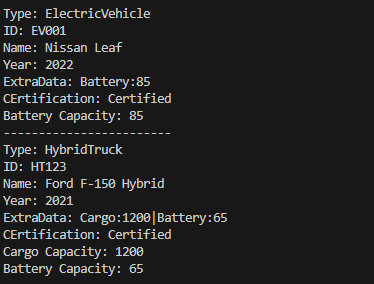 Type: ElectricVehicle
ID: EV001
Name: Nissan Leaf
Year: 2022
ExtraData: Battery:85
CErtification: Certified
Battery Capacity: 85
------------------------
Type: HybridTruck
ID: HT123
Name: Ford F-150 Hybrid
Year: 2021
ExtraData: Cargo:1200|Battery:65
CErtification: Certified
Cargo Capacity: 1200
Battery Capacity: 65